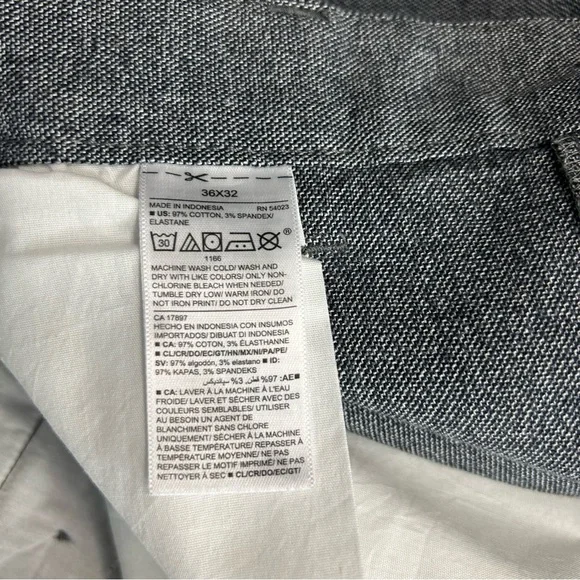 36X32
MADE IN INDONESIA RN 54023
■ US: 97% COTTON, 3% SPANDEX/
ELASTANE
30 ®
1166
MACHINE WASH COLD/ WASH AND
DRY WITH LIKE COLORS/ ONLY NON-
CHLORINE BLEACH WHEN NEEDED/
TUMBLE DRY LOW/ WARM IRON/ DO
NOT IRON PRINT/ DO NOT DRY CLEAN
CA 17897
HECHO EN INDONESIA CON INSUMOS
IMPORTADOS/ DIBUAT DI INDONESIA
■ CA: 97% COTON, 3% ÉLASTHANNE
■ CL/CR/DO/EC/GT/HN/MX/NI/PA/PE/
SV: 97% algodón, 3% elastano ■ ID:
97% KAPAS, 3% SPANDEKS
■ AE: 97% قطن, 3% سباندكس
■ CA: LAVER À LA MACHINE À L'EAU
FROIDE/ LAVER ET SÉCHER AVEC DES
COULEURS SEMBLABLES/ UTILISER
AU BESOIN UN AGENT DE
BLANCHIMENT SANS CHLORE
UNIQUEMENT/ SÉCHER À LA MACHINE
À BASSE TEMPÉRATURE/ REPASSER À
TEMPÉRATURE MOYENNE/ NE PAS
REPASSER LE MOTIF IMPRIMÉ/ NE PAS
NETTOYER À SEC ■ CL/CR/DO/EC/GT/